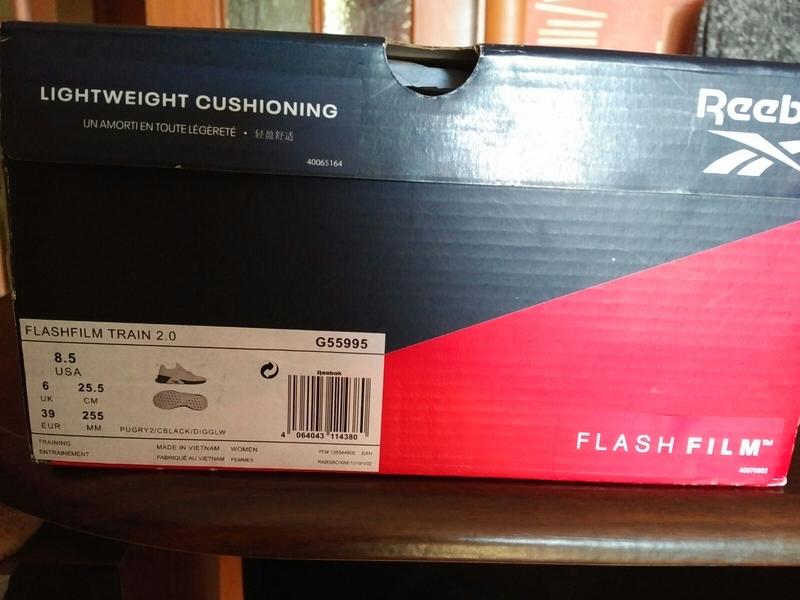 LIGHTWEIGHT CUSHIONING
UN AMORTI EN TOUTE LÉGÈRETÉ • 轻盈舒适
40065164
Reeb
FLASHFILM TRAIN 2.0
G55995
8.5
USA
6 25.5
UK CM
39 255
EUR MM
PUGRY2/CBLACK/DIGGLW
Reebok
4 064043 114380
TRAINING
ENTRAINEMENT
MADE IN VIETNAM WOMEN
FABRIQUÉ AU VIETNAM FEMMES
EAN
FLASH FILM™